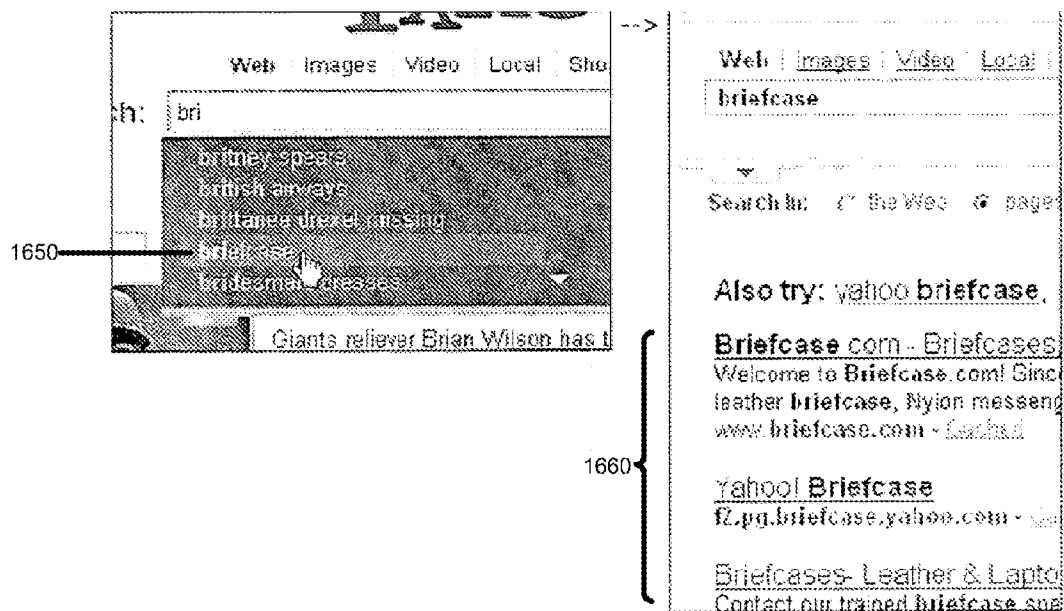 -->
Web Images Video Local Sho
ch: bri
britney spears
british airways
brittanee drexel missing
1650 briefcase
bridesmaid dresses
Giants reliever Brian Wilson has t
Web Images Video Local
briefcase
Search in: the Web pages
Also try: yahoo briefcase,
1660
Briefcase com - Briefcases,
Welcome to Briefcase.com! Since
leather briefcase, Nylon messeng
www.briefcase.com - Cached
Yahoo! Briefcase
f2.pg.briefcase.yahoo.com -
Briefcases- Leather & Lapto
Contact our trained briefcase spe